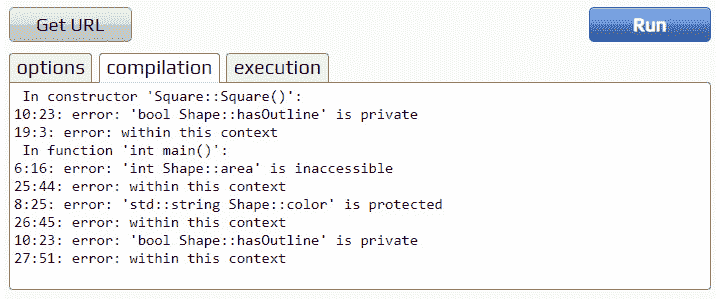 Get URL
Run
options
compilation
execution
In constructor 'Square::Square()':
10:23: error: 'bool Shape::hasOutline' is private
19:3: error: within this context
In function 'int main()':
6:16: error: 'int Shape::area' is inaccessible
25:44: error: within this context
8:25: error: 'std::string Shape::color' is protected
26:45: error: within this context
10:23: error: 'bool Shape::hasOutline' is private
27:51: error: within this context